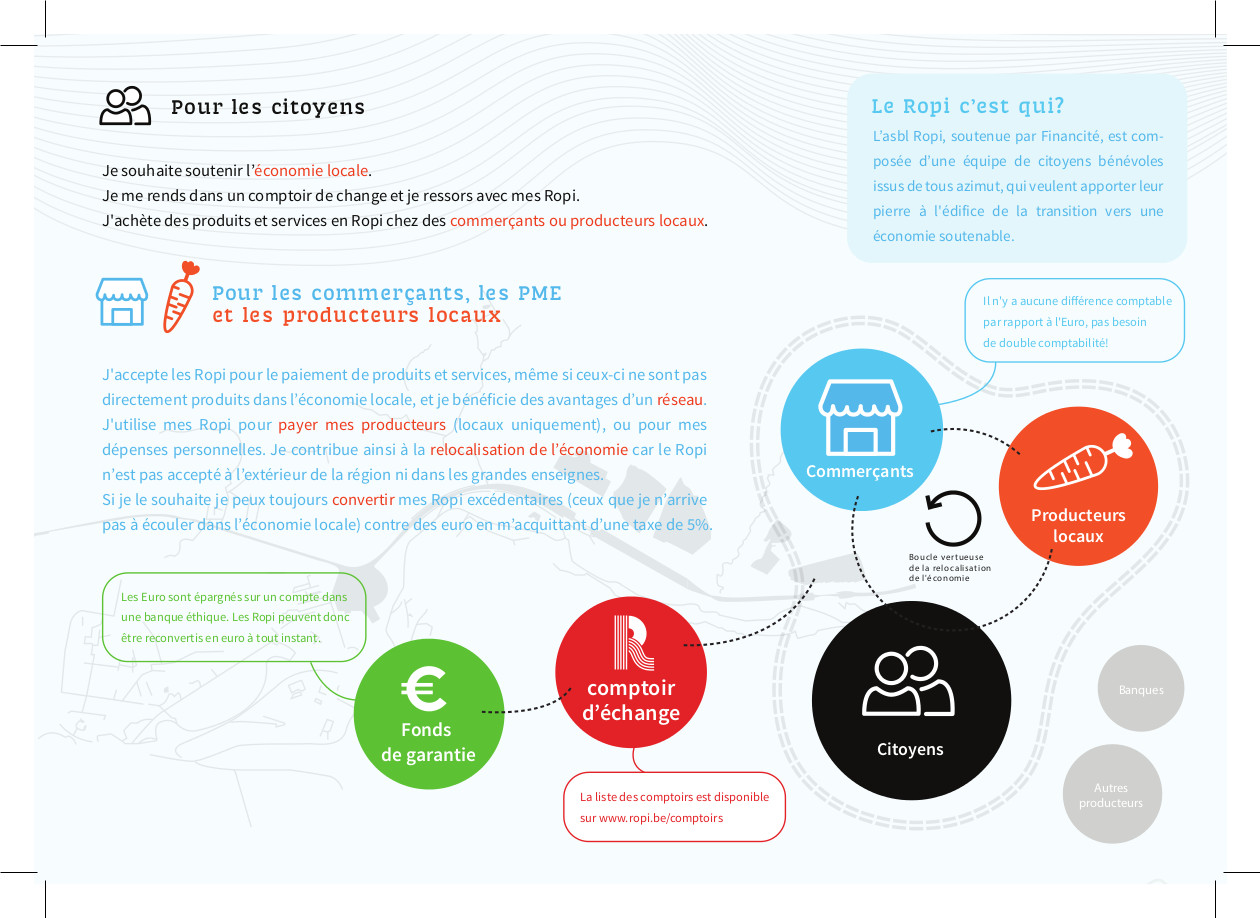 Pour les citoyens
Je souhaite soutenir l'économie locale.
Je me rends dans un comptoir de change et je ressors avec mes Ropi.
J'achète des produits et services en Ropi chez des commerçants ou producteurs locaux.
Le Ropi c'est qui?
L'asbl Ropi, soutenue par Financité, est com-
posée d'une équipe de citoyens bénévoles
issus de tous azimut, qui veulent apporter leur
pierre à l'édifice de la transition vers une
économie soutenable.
Pour les commerçants, les PME
et les producteurs locaux
J'accepte les Ropi pour le paiement de produits et services, même si ceux-ci ne sont pas
directement produits dans l'économie locale, et je bénéficie des avantages d'un réseau.
J'utilise mes Ropi pour payer mes producteurs (locaux uniquement), ou pour mes
dépenses personnelles. Je contribue ainsi à la relocalisation de l'économie car le Ropi
n'est pas accepté à l'extérieur de la région ni dans les grandes enseignes.
Si je le souhaite je peux toujours convertir mes Ropi excédentaires (ceux que je n'arrive
pas à écouler dans l'économie locale) contre des euro en m'acquittant d'une taxe de 5%.
Il n'y a aucune différence comptable
par rapport à l'Euro, pas besoin
de double comptabilité!
Commerçants
Producteurs
locaux
Boucle vertueuse
de la relocalisation
de l'économie
Les Euro sont épargnés sur un compte dans
une banque éthique. Les Ropi peuvent donc
être reconvertis en euro à tout instant.
€
Fonds
de garantie
R
comptoir
d'échange
La liste des comptoirs est disponible
sur www.ropi.be/comptoirs
Citoyens
Banques
Autres
producteurs